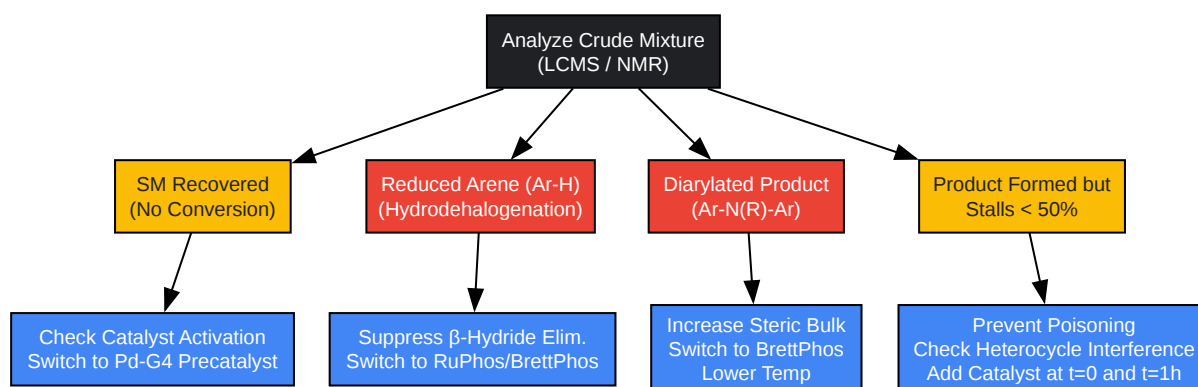 Analyze Crude Mixture
(LCMS / NMR)
SM Recovered
(No Conversion)
Reduced Arene (Ar-H)
(Hydrodehalogenation)
Diarylated Product
(Ar-N(R)-Ar)
Product Formed but
Stalls < 50%
Check Catalyst Activation
Switch to Pd-G4 Precatalyst
Suppress β-Hydride Elim.
Switch to RuPhos/BrettPhos
Increase Steric Bulk
Switch to BrettPhos
Lower Temp
Prevent Poisoning
Check Heterocycle Interference
Add Catalyst at t=0 and t=1h